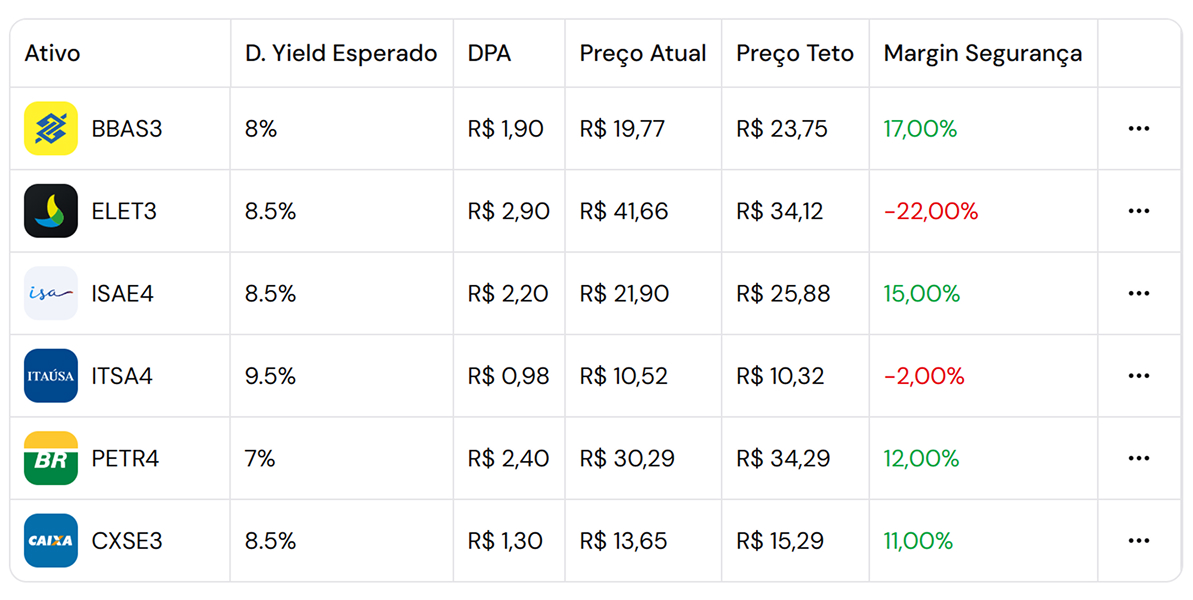 Ativo D. Yield Esperado DPA Preço Atual Preço Teto Margin Segurança
BBAS3 8% R$ 1,90 R$ 19,77 R$ 23,75 17,00% ...
ELET3 8.5% R$ 2,90 R$ 41,66 R$ 34,12 -22,00% ...
isa ISAE4 8.5% R$ 2,20 R$ 21,90 R$ 25,88 15,00% ...
ITAÚSA ITSA4 9.5% R$ 0,98 R$ 10,52 R$ 10,32 -2,00% ...
BR PETR4 7% R$ 2,40 R$ 30,29 R$ 34,29 12,00% ...
CAIXA CXSE3 8.5% R$ 1,30 R$ 13,65 R$ 15,29 11,00% ...